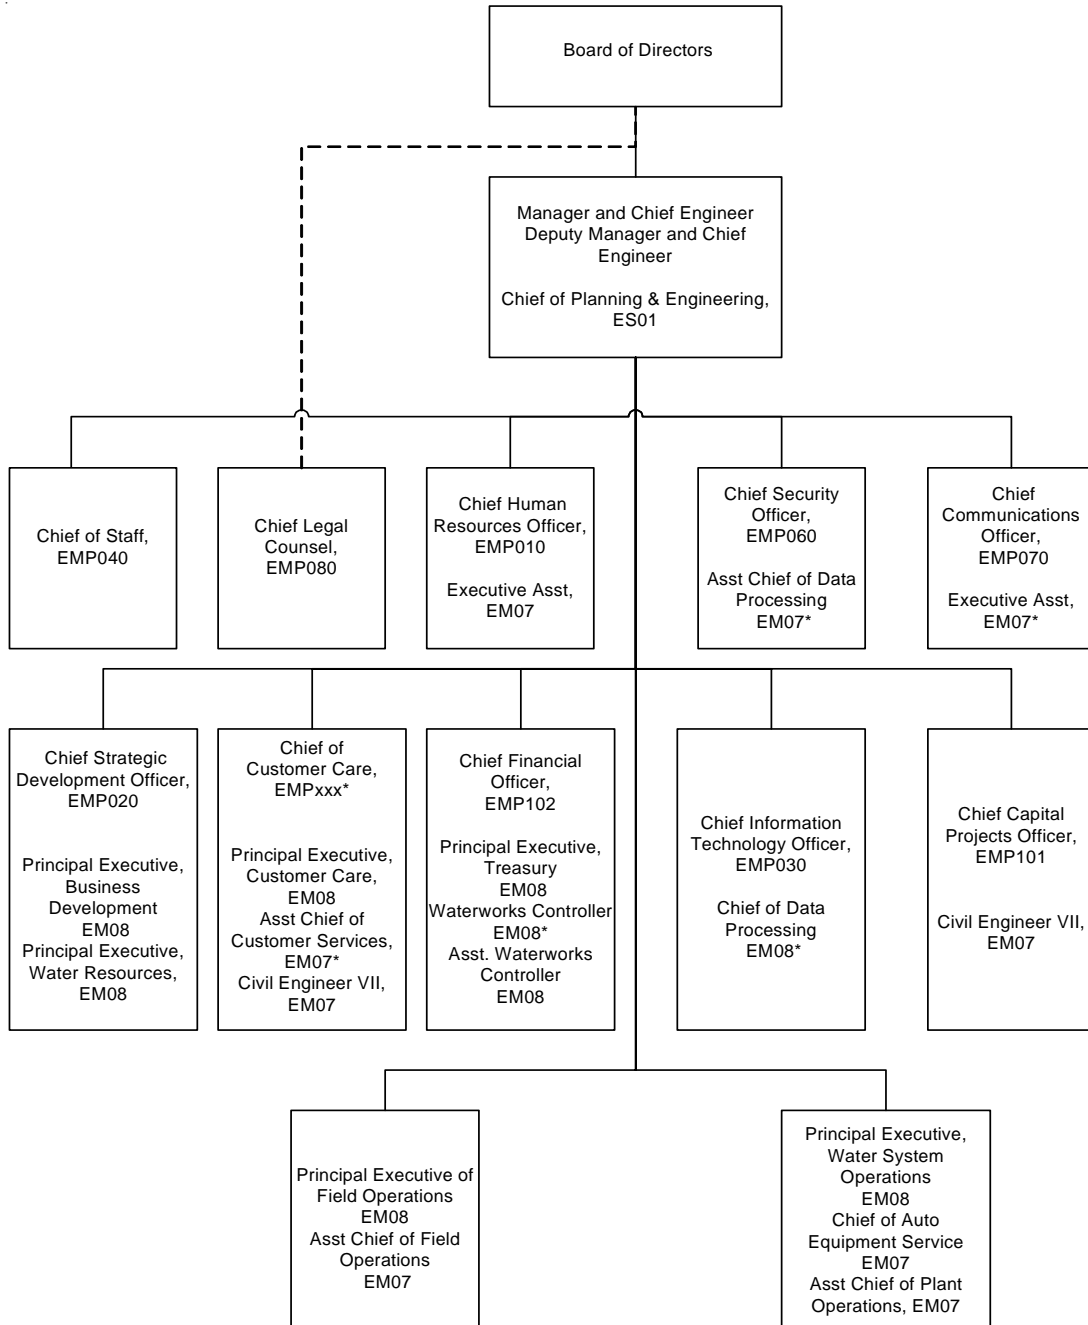 Board of Directors
Manager and Chief Engineer
Deputy Manager and Chief
Engineer
Chief of Planning & Engineering,
ES01
Chief of Staff,
EMP040
Chief Legal
Counsel,
EMP080
Chief Human
Resources Officer,
EMP010
Executive Asst,
EM07
Chief Security
Officer,
EMP060
Asst Chief of Data
Processing
EM07*
Chief
Communications
Officer,
EMP070
Executive Asst,
EM07*
Chief Strategic
Development Officer,
EMP020
Principal Executive,
Business
Development
EM08
Principal Executive,
Water Resources,
EM08
Chief of
Customer Care,
EMPxxx*
Principal Executive,
Customer Care,
EM08
Asst Chief of
Customer Services,
EM07*
Civil Engineer VII,
EM07
Chief Financial
Officer,
EMP102
Principal Executive,
Treasury
EM08
Waterworks Controller
EM08*
Asst. Waterworks
Controller
EM08
Chief Information
Technology Officer,
EMP030
Chief of Data
Processing
EM08*
Chief Capital
Projects Officer,
EMP101
Civil Engineer VII,
EM07
Principal Executive of
Field Operations
EM08
Asst Chief of Field
Operations
EM07
Principal Executive,
Water System
Operations
EM08
Chief of Auto
Equipment Service
EM07
Asst Chief of Plant
Operations, EM07